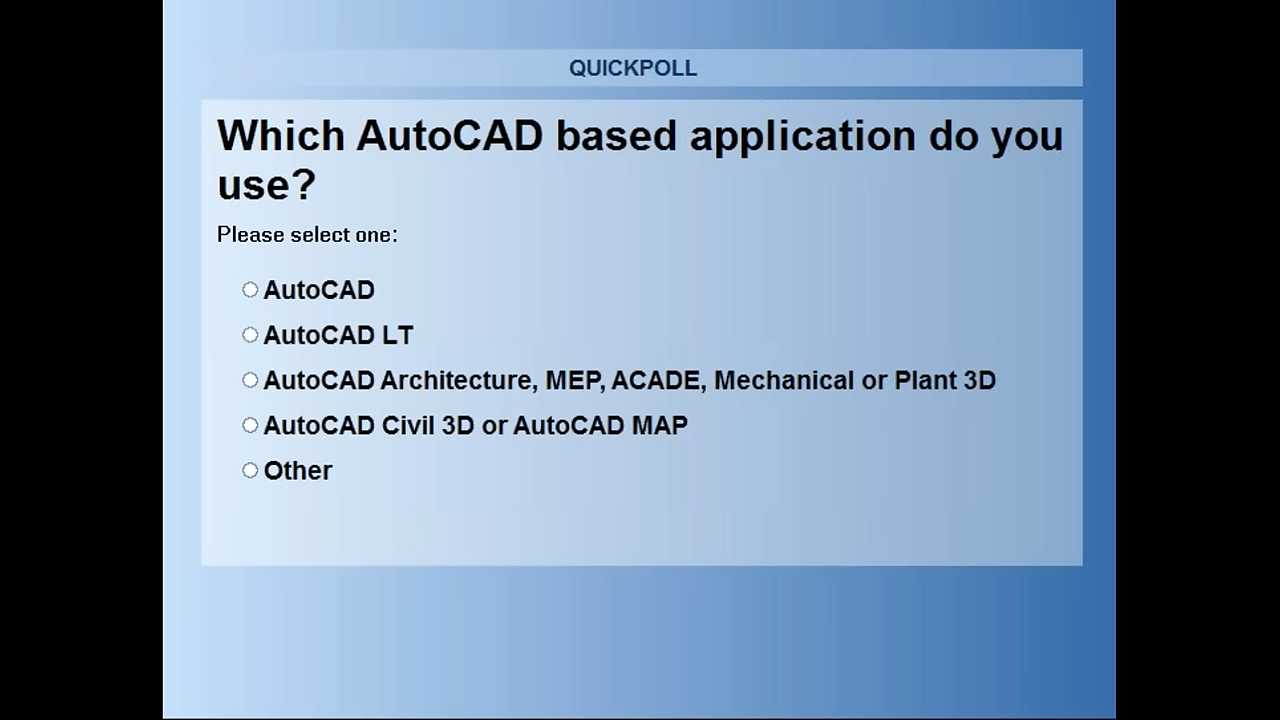 QUICKPOLL
Which AutoCAD based application do you
use?
Please select one:
AutoCAD
AutoCAD LT
AutoCAD Architecture, MEP, ACADE, Mechanical or Plant 3D
AutoCAD Civil 3D or AutoCAD MAP
Other